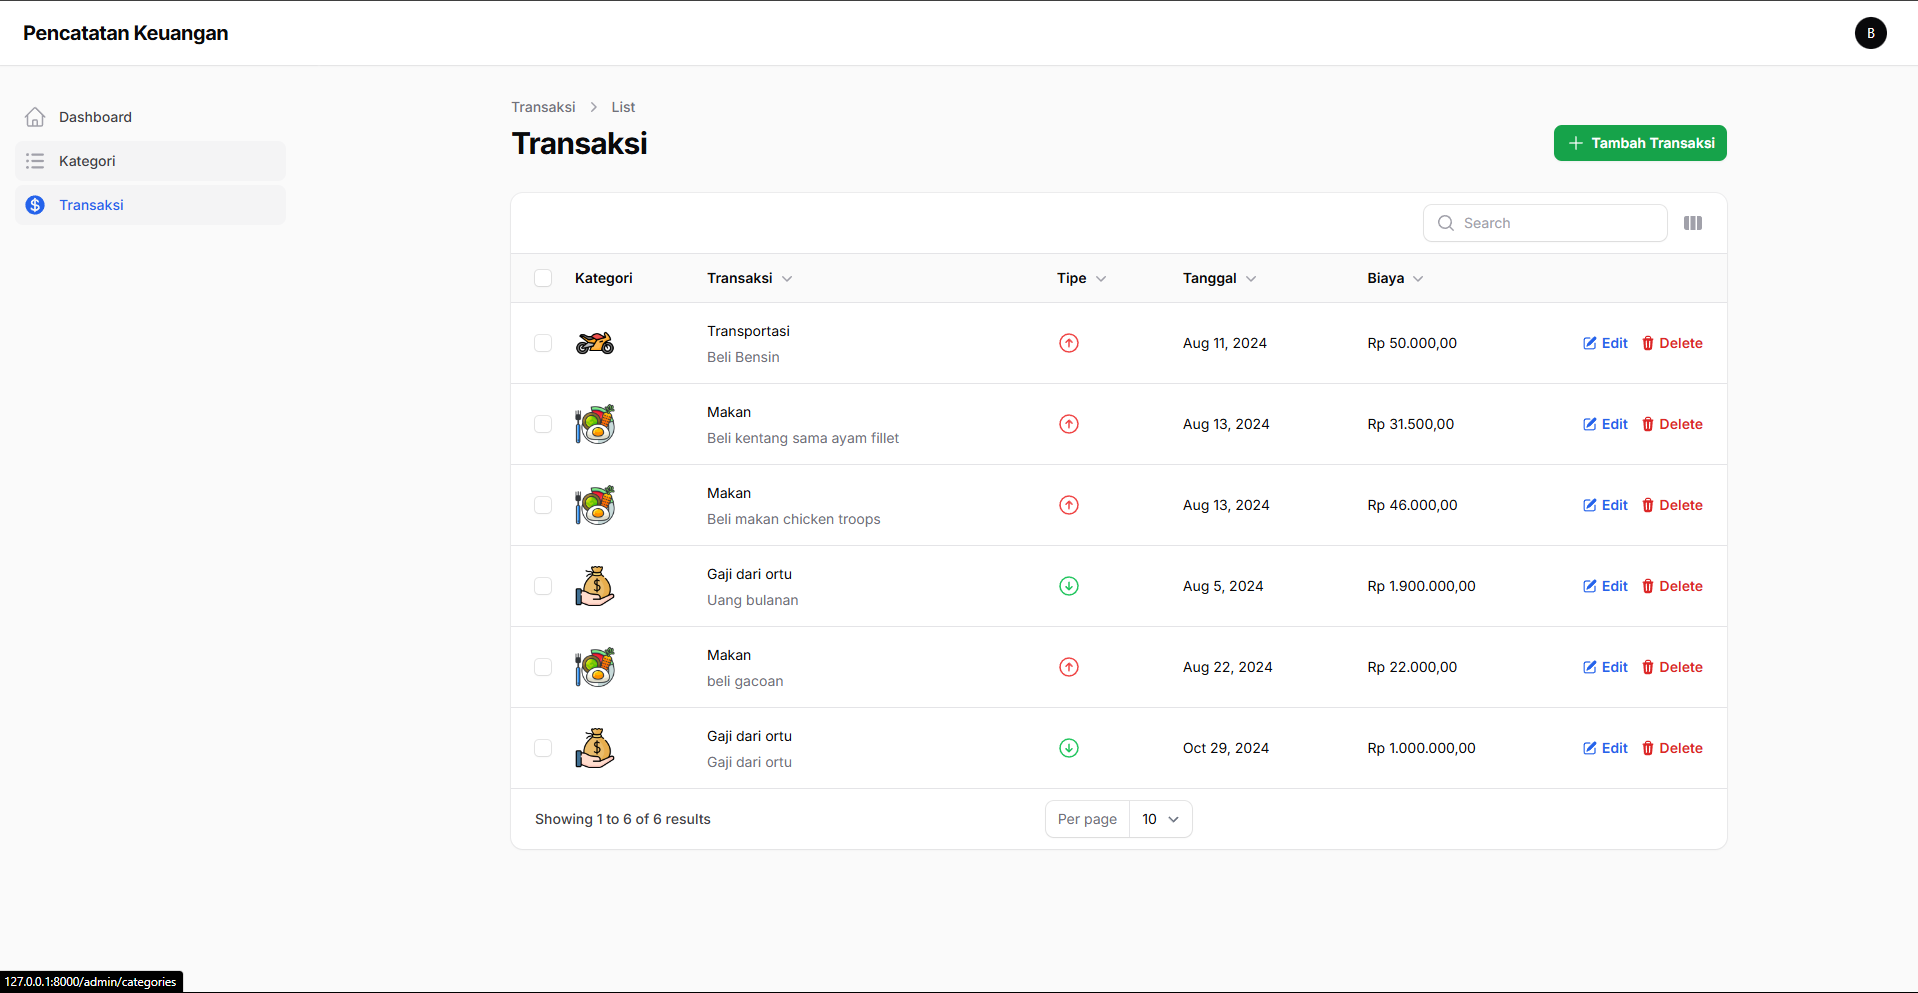 Pencatatan Keuangan
B
Dashboard
Kategori
Transaksi
Transaksi > List
Transaksi
Tambah Transaksi
Search
Kategori Transaksi Tipe Tanggal Biaya
Transportasi
Beli Bensin
Aug 11, 2024 Rp 50.000,00 Edit Delete
Makan
Beli kentang sama ayam fillet
Aug 13, 2024 Rp 31.500,00 Edit Delete
Makan
Beli makan chicken troops
Aug 13, 2024 Rp 46.000,00 Edit Delete
Gaji dari ortu
Uang bulanan
Aug 5, 2024 Rp 1.900.000,00 Edit Delete
Makan
beli gacoan
Aug 22, 2024 Rp 22.000,00 Edit Delete
Gaji dari ortu
Gaji dari ortu
Oct 29, 2024 Rp 1.000.000,00 Edit Delete
Showing 1 to 6 of 6 results
Per page 10
127.0.0.1:8000/admin/categories